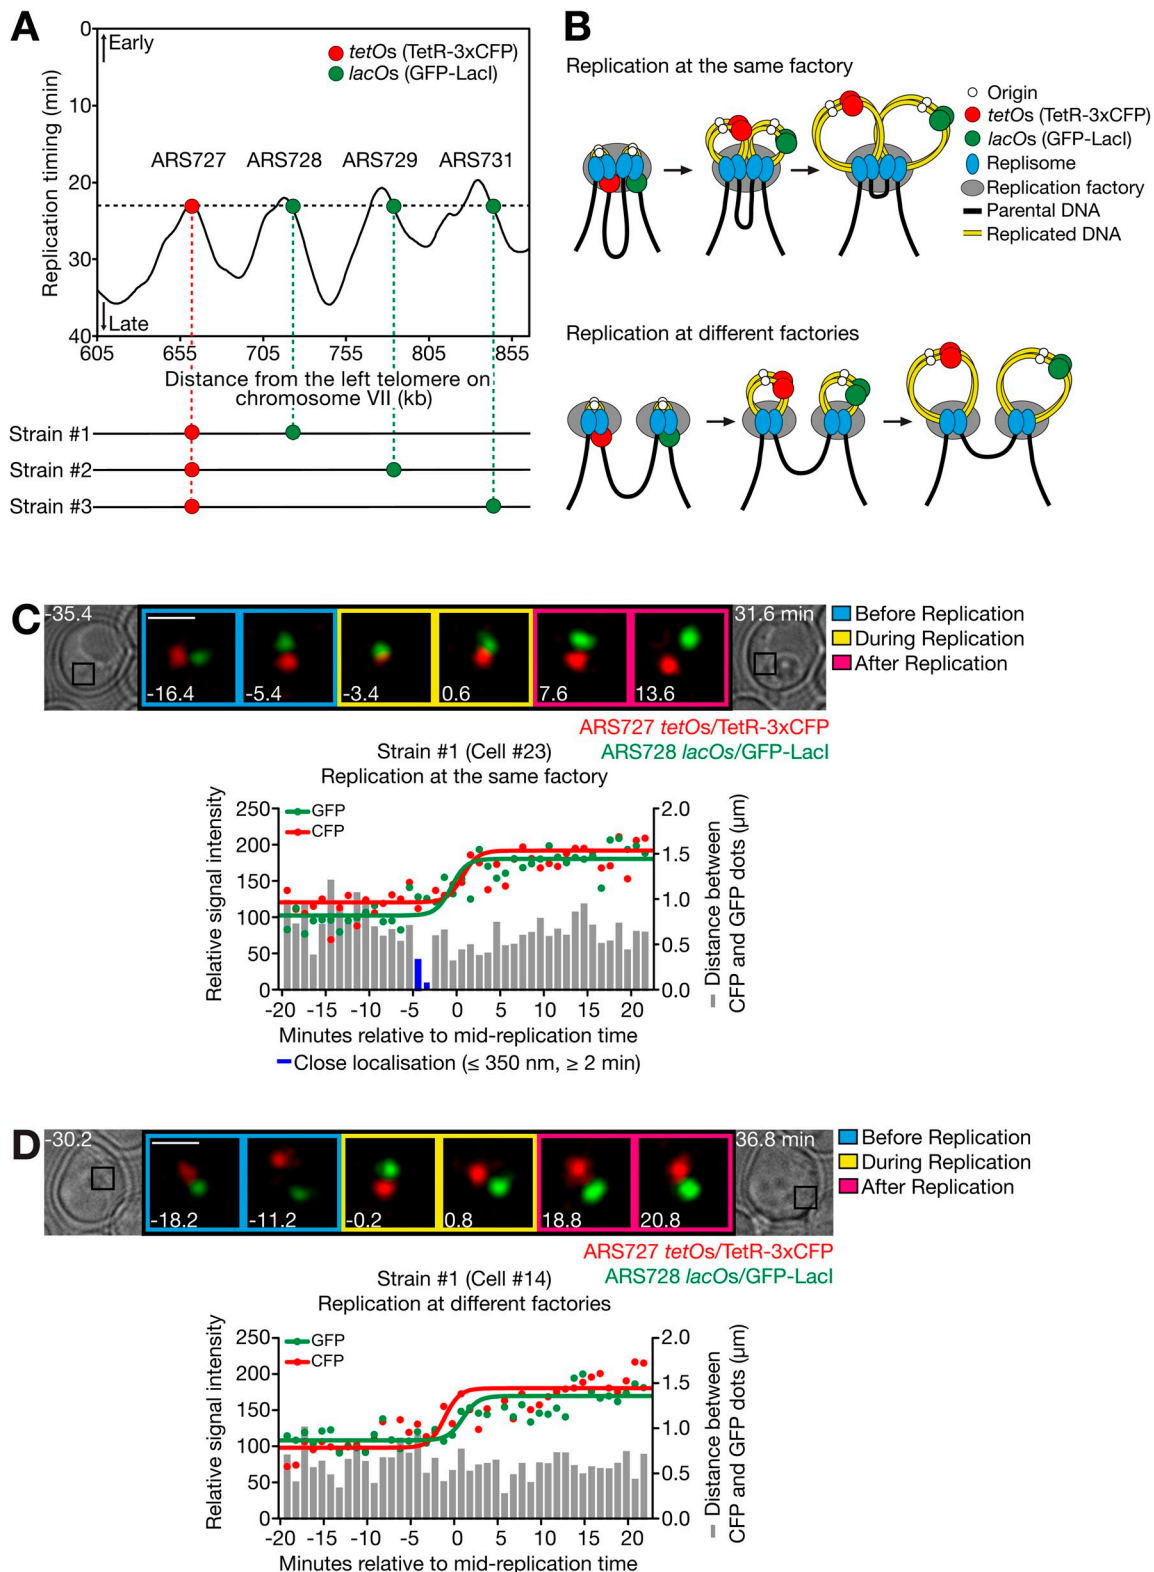 A
0
Early
tetOs (TetR-3xCFP)
lacOs (GFP-LacI)
Replication timing (min)
10
ARS727 ARS728 ARS729 ARS731
20
30
Late
40
605 655 705 755 805 855
Distance from the left telomere on
chromosome VII (kb)
Strain #1
Strain #2
Strain #3
B
Replication at the same factory
Origin
tetOs (TetR-3xCFP)
lacOs (GFP-LacI)
Replisome
Replication factory
Parental DNA
Replicated DNA
Replication at different factories
C
-35.4
-16.4 -5.4 -3.4 0.6 7.6 13.6
31.6 min
Before Replication
During Replication
After Replication
ARS727 tetOs/TetR-3xCFP
ARS728 lacOs/GFP-LacI
Strain #1 (Cell #23)
Replication at the same factory
Relative signal intensity
250
200
150
100
50
0
GFP
CFP
2.0
1.5
1.0
0.5
0.0
Distance between
CFP and GFP dots (µm)
-20 -15 -10 -5 0 5 10 15 20
Minutes relative to mid-replication time
Close localisation (≤ 350 nm, ≥ 2 min)
D
-30.2
-18.2 -11.2 -0.2 0.8 18.8 20.8
36.8 min
Before Replication
During Replication
After Replication
ARS727 tetOs/TetR-3xCFP
ARS728 lacOs/GFP-LacI
Strain #1 (Cell #14)
Replication at different factories
Relative signal intensity
250
200
150
100
50
0
GFP
CFP
2.0
1.5
1.0
0.5
0.0
Distance between
CFP and GFP dots (µm)
-20 -15 -10 -5 0 5 10 15 20
Minutes relative to mid-replication time